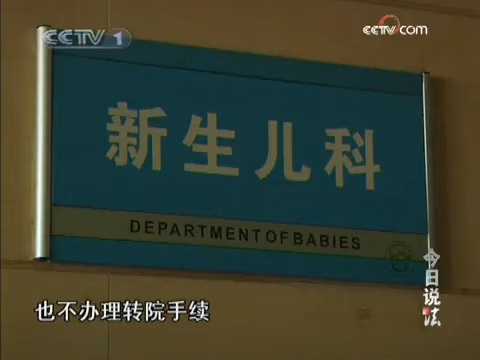 CCTV 1
CCTV.com
新生儿科
DEPARTMENT OF BABIES
今日说法
也不办理转院手续